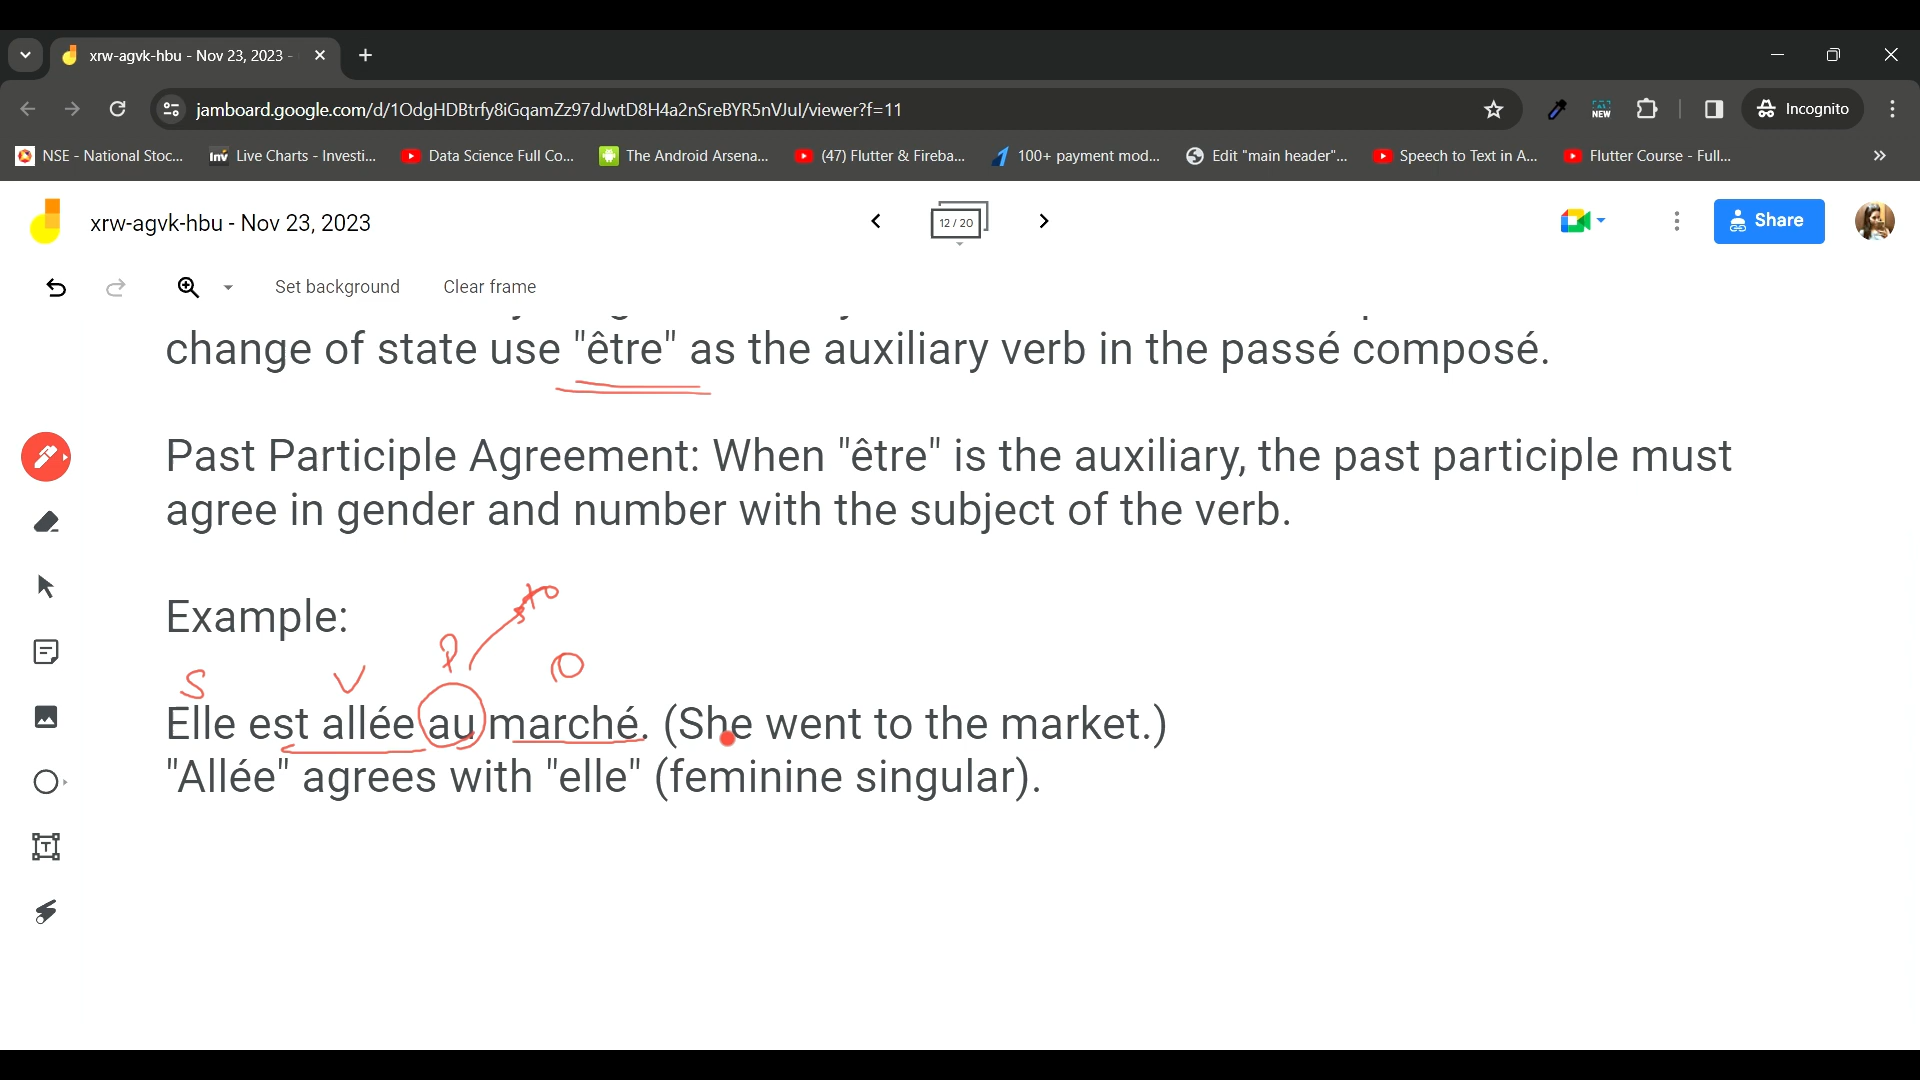 xrw-agvk-hbu - Nov 23, 2023 -
jamboard.google.com/d/1OdgHDBtrfy8iGqamZz97dJwtD8H4a2nSreBYR5nVJuI/viewer?f=11
NEW
Incognito
NSE - National Stoc...
Inv Live Charts - Investi...
Data Science Full Co...
The Android Arsena...
(47) Flutter & Fireba...
100+ payment mod...
Edit "main header"...
Speech to Text in A...
Flutter Course - Full...
xrw-agvk-hbu - Nov 23, 2023
12 / 20
Share
Set background
Clear frame
change of state use "être" as the auxiliary verb in the passé composé.
Past Participle Agreement: When "être" is the auxiliary, the past participle must
agree in gender and number with the subject of the verb.
to
Example:
S V P O
Elle est allée au marché. (She went to the market.)
"Allée" agrees with "elle" (feminine singular).